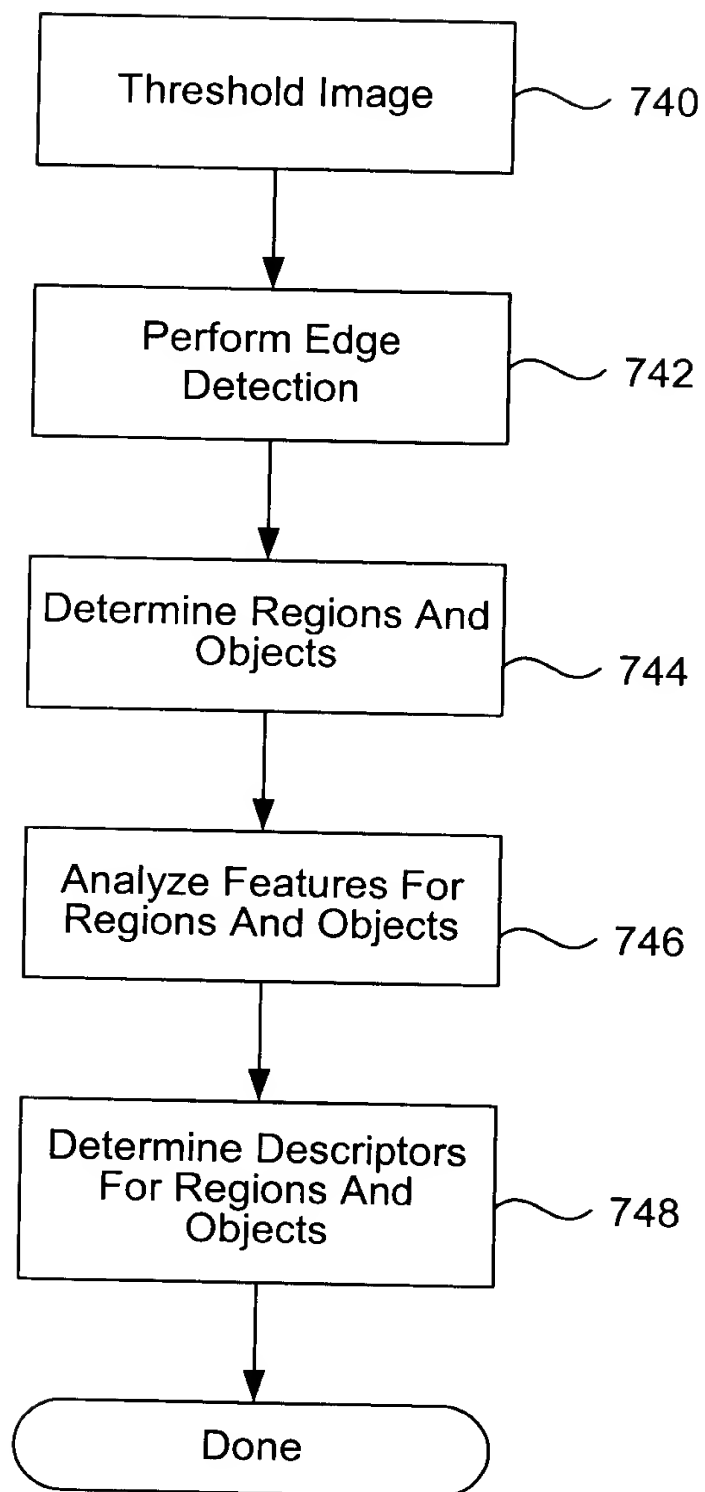 Threshold Image
740
Perform Edge
Detection
742
Determine Regions And
Objects
744
Analyze Features For
Regions And Objects
746
Determine Descriptors
For Regions And
Objects
748
Done